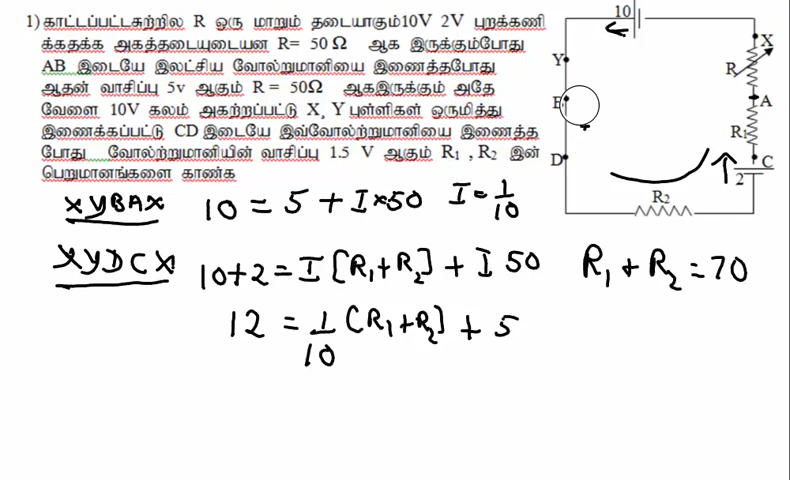 1) காட்டப்பட்டசுற்றில R ஒரு மாறும் தடையாகும்10V 2V புறக்கணி
க்கதக்க அகத்தடையுடையன R= 50 Ω ஆக இருக்கும்போது
AB இடையே இலட்சிய வோல்றுமானியை இணைத்தபோது
ஆதன் வாசிப்பு 5v ஆகும் R = 50Ω ஆகஇருக்கும் அதே
வேளை 10V கலம் அகற்றப்பட்டு X, Y புள்ளிகள் ஒருமித்து
இணைக்கப்பட்டு CD இடையே இவ்வோல்ற்றுமானியை இணைத்த
போது வோல்ற்றுமானியின் வாசிப்பு 1.5 V ஆகும் R₁ , R₂ இன்
பெறுமானங்களை காண்க
10
X
Y
R
A
R₁
D
C
2
R₂
XYBAX 10 = 5 + I×50 I = 1/10
XYDCX 10+2 = I [R₁+R₂] + I 50 R₁ + R₂ = 70
12 = 1/10 [R₁+R₂] + 5